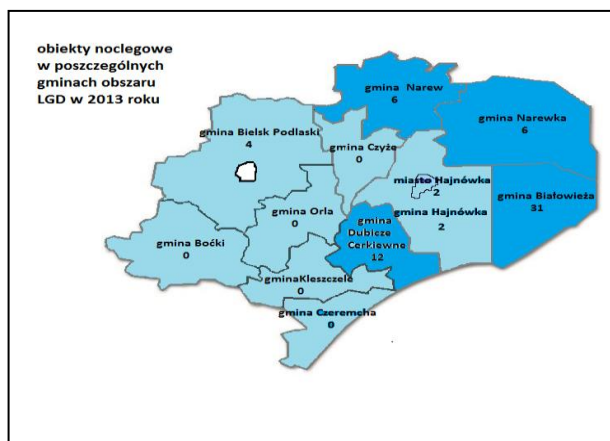 obiekty noclegowe
w poszczególnych
gminach obszaru
LGD w 2013 roku
gmina Narew
6
gmina Narewka
6
gmina Bielsk Podlaski
4
gmina Czyże
0
miasto Hajnówka
2
gmina Białowieża
31
gmina Orla
0
gmina Hajnówka
2
gmina
Dubicze
Cerkiewne
12
gmina Boćki
0
gminaKleszczele
0
gmina Czeremcha
0